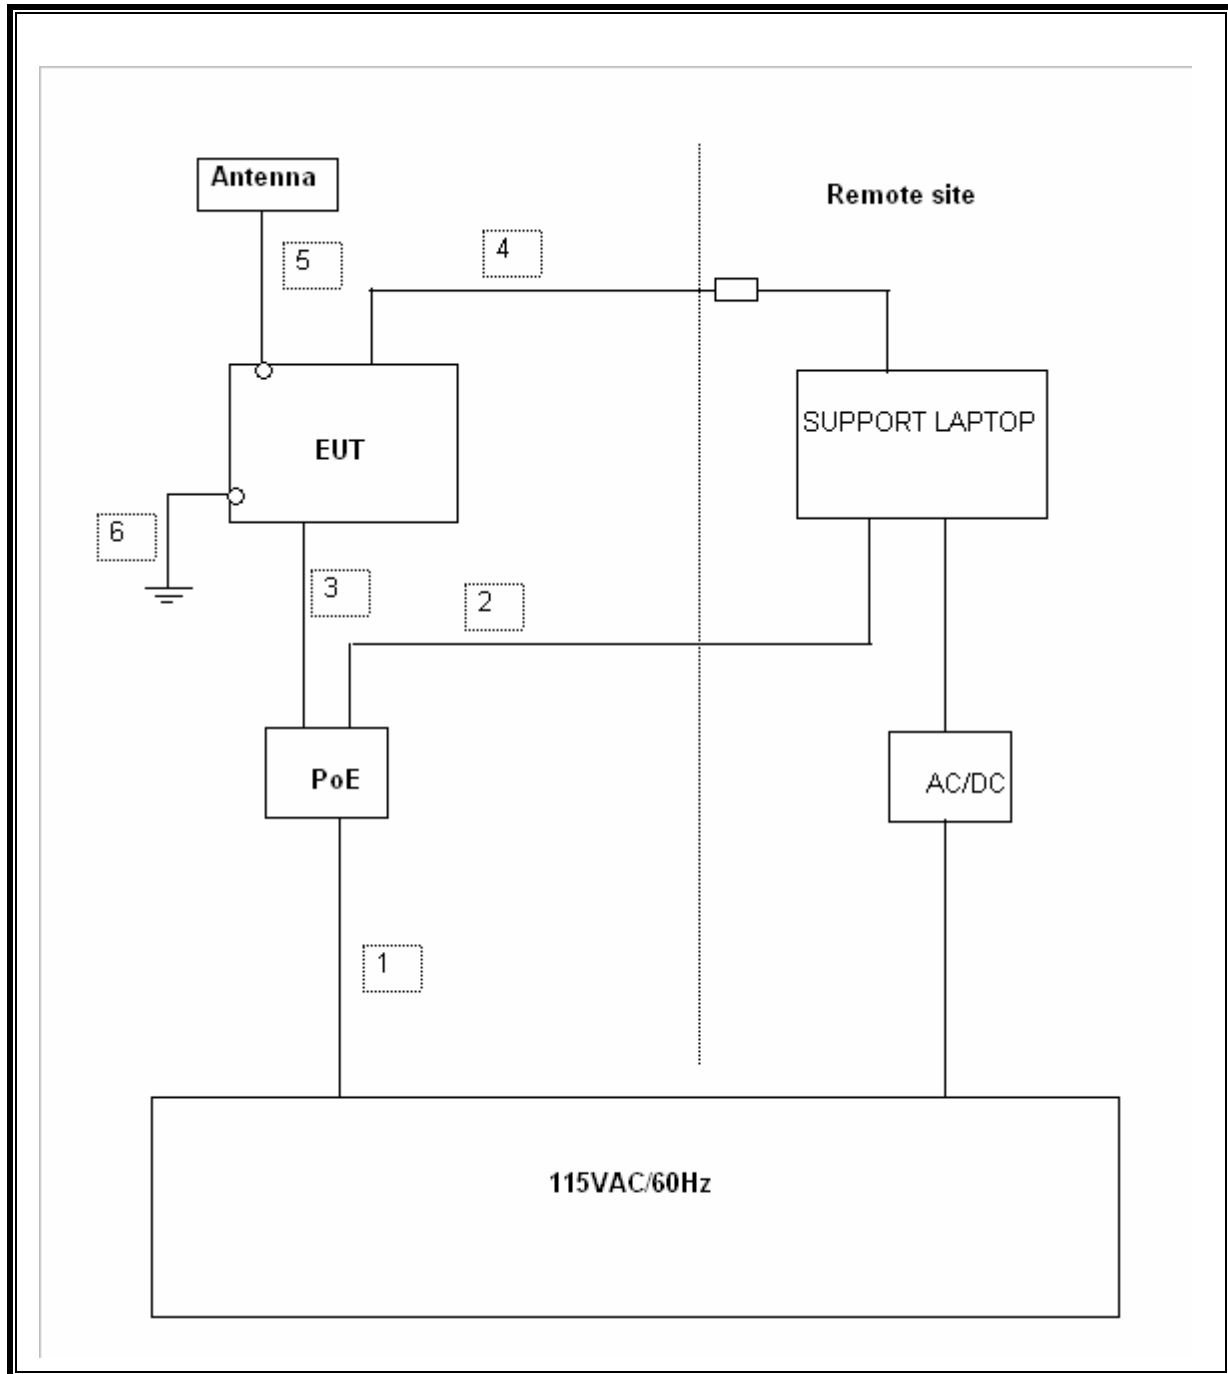 Antenna
Remote site
5
4
SUPPORT LAPTOP
EUT
6
3
2
PoE
AC/DC
1
115VAC/60Hz